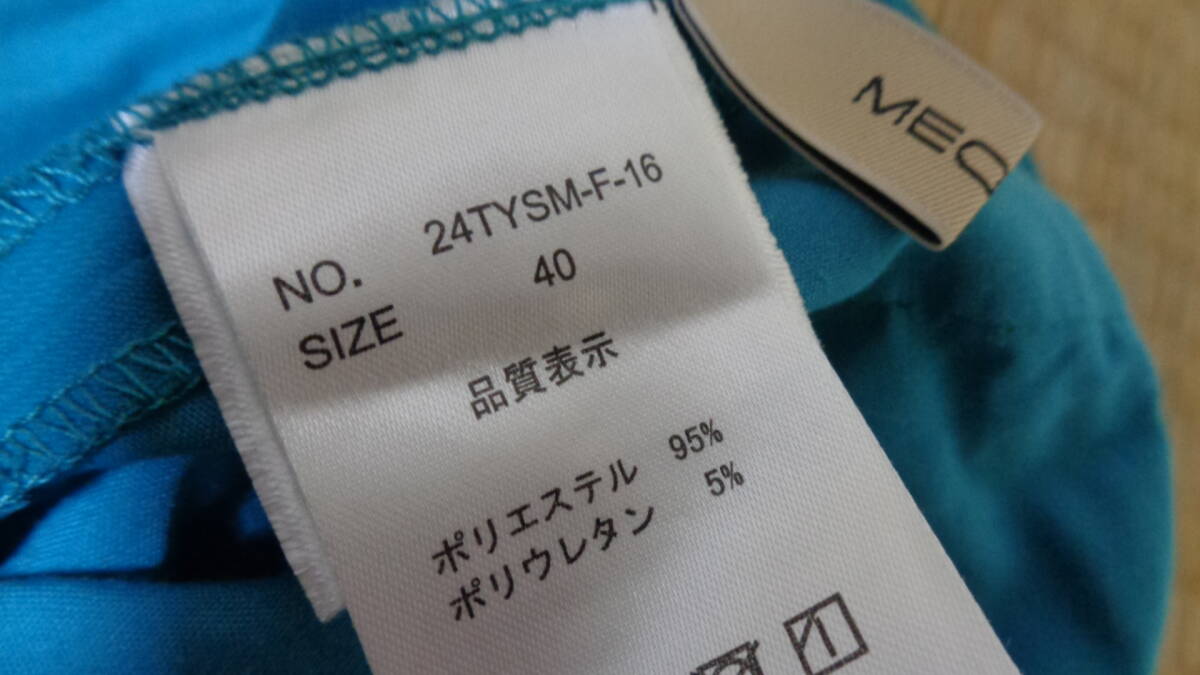 NO. 24TYSM-F-16
SIZE 40
品質表示
ポリエステル 95%
ポリウレタン 5%